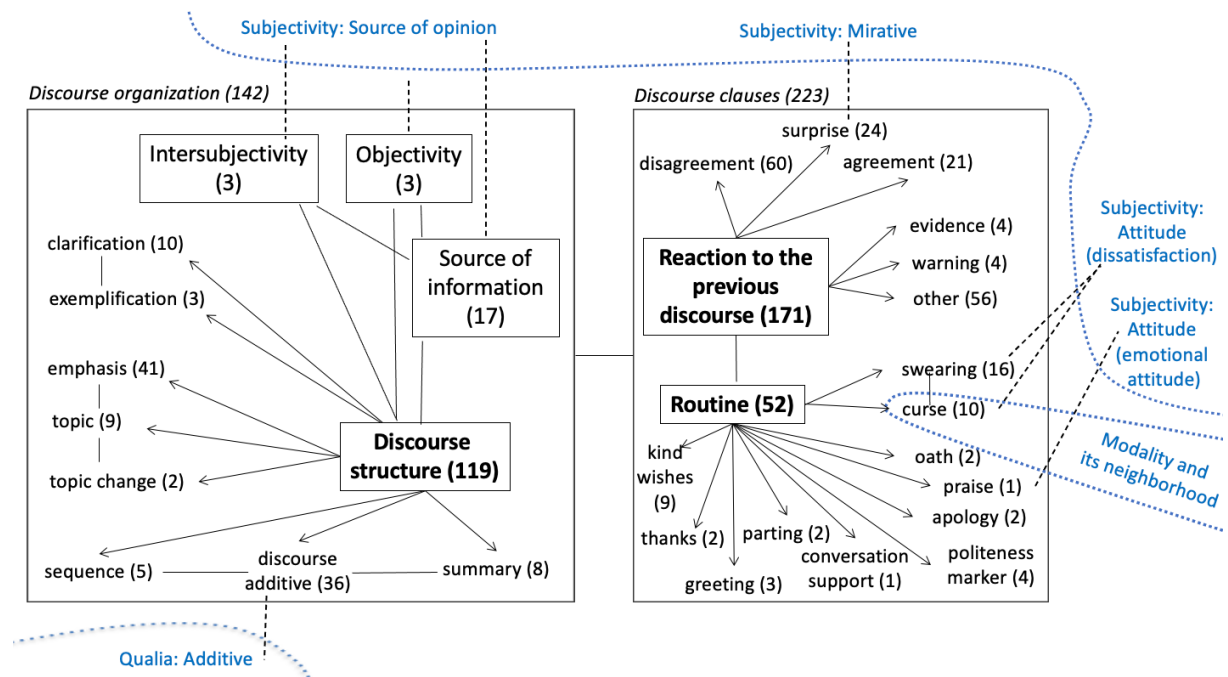 Subjectivity: Source of opinion
Subjectivity: Mirative
Discourse organization (142)
Intersubjectivity
(3)
Objectivity
(3)
Source of
information
(17)
clarification (10)
exemplification (3)
emphasis (41)
topic (9)
topic change (2)
Discourse
structure (119)
sequence (5)
discourse
additive (36)
summary (8)
Qualia: Additive
Discourse clauses (223)
surprise (24)
disagreement (60)
agreement (21)
Reaction to the
previous
discourse (171)
evidence (4)
warning (4)
other (56)
Routine (52)
swearing (16)
curse (10)
kind
wishes
(9)
oath (2)
praise (1)
apology (2)
thanks (2)
parting (2)
conversation
support (1)
politeness
marker (4)
greeting (3)
Subjectivity:
Attitude
(dissatisfaction)
Subjectivity:
Attitude
(emotional
attitude)
Modality and
its neighborhood